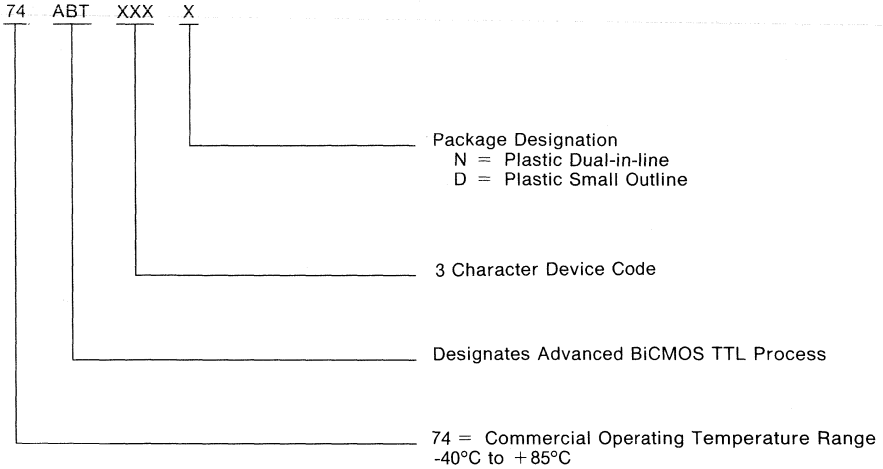 74 ABT XXX X
Package Designation
N = Plastic Dual-in-line
D = Plastic Small Outline
3 Character Device Code
Designates Advanced BiCMOS TTL Process
74 = Commercial Operating Temperature Range
-40°C to +85°C